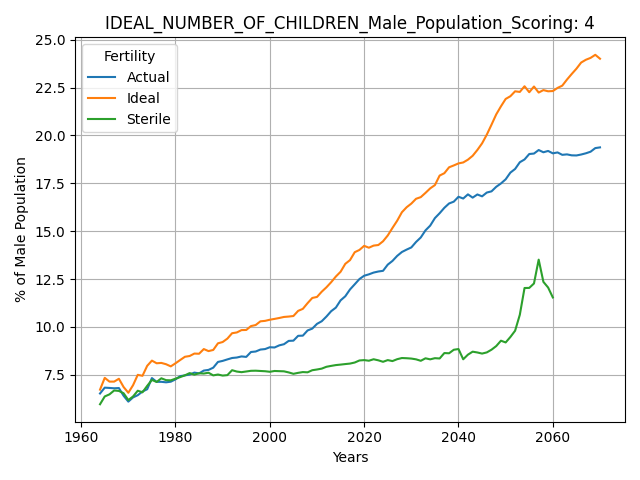 IDEAL_NUMBER_OF_CHILDREN_Male_Population_Scoring: 4
25.0
22.5
20.0
17.5
15.0
12.5
10.0
7.5
% of Male Population
Fertility
Actual
Ideal
Sterile
1960
1980
2000
2020
2040
2060
Years